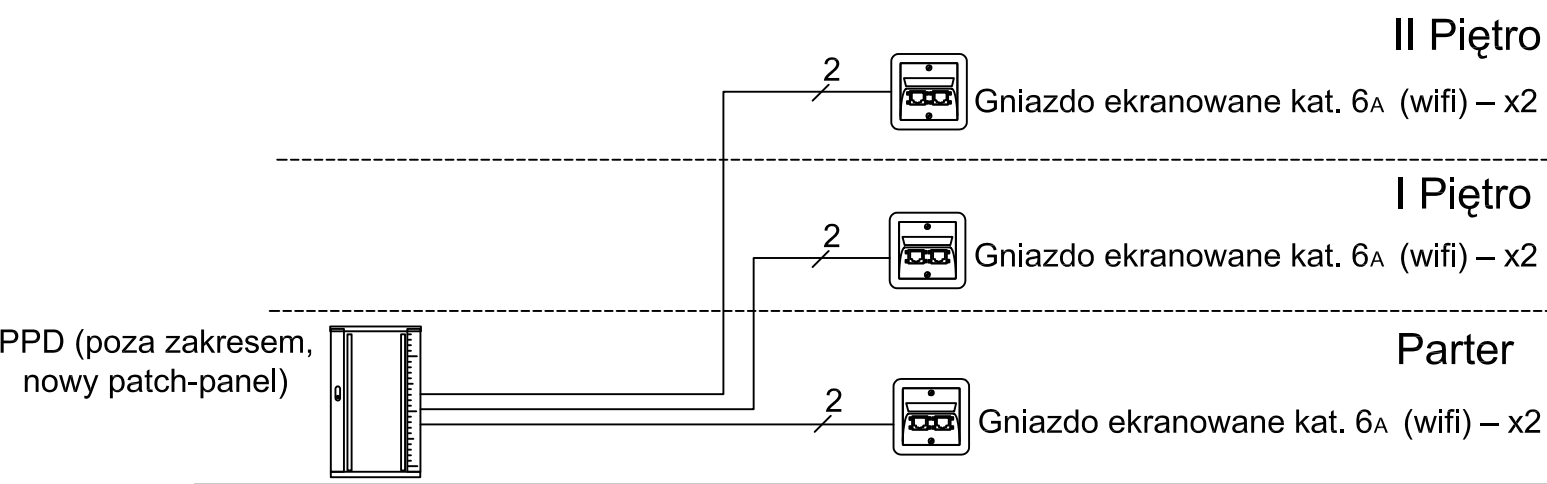 II Piętro
2
Gniazdo ekranowane kat. 6A (wifi) – x2
I Piętro
2
Gniazdo ekranowane kat. 6A (wifi) – x2
PPD (poza zakresem,
nowy patch-panel)
Parter
2
Gniazdo ekranowane kat. 6A (wifi) – x2